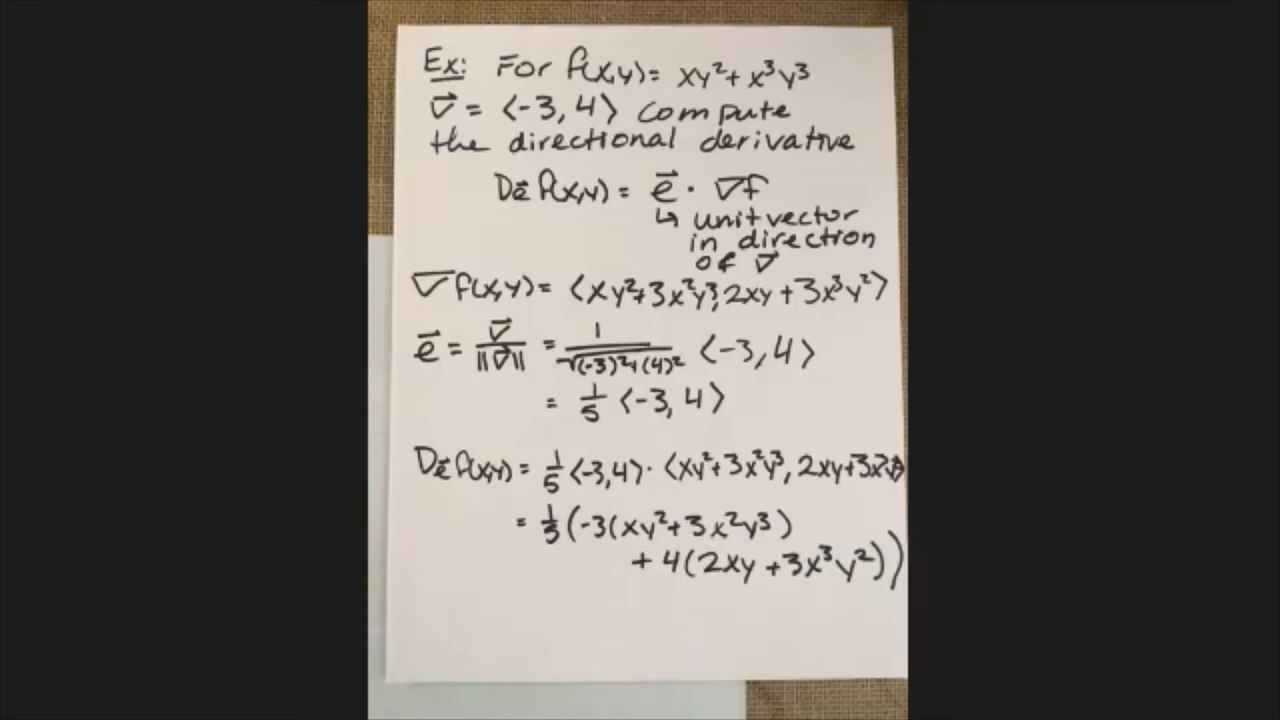 Ex: For f(x,y) = xy² + x³y³
v⃗ = ⟨-3, 4⟩ compute
the directional derivative
De⃗ f(x,y) = e⃗ · ∇f
↳ unit vector
in direction
of v⃗
∇f(x,y) = ⟨xy²+3x²y³, 2xy + 3x³y²⟩
e⃗ = v⃗/||v⃗|| = 1/√(-3)²+(4)² ⟨-3, 4⟩
= 1/5 ⟨-3, 4⟩
De⃗ f(x,y) = 1/5 ⟨-3,4⟩ · ⟨xy²+3x²y³, 2xy+3x³y²⟩
= 1/5 (-3(xy²+3x²y³)
+ 4(2xy +3x³y²))